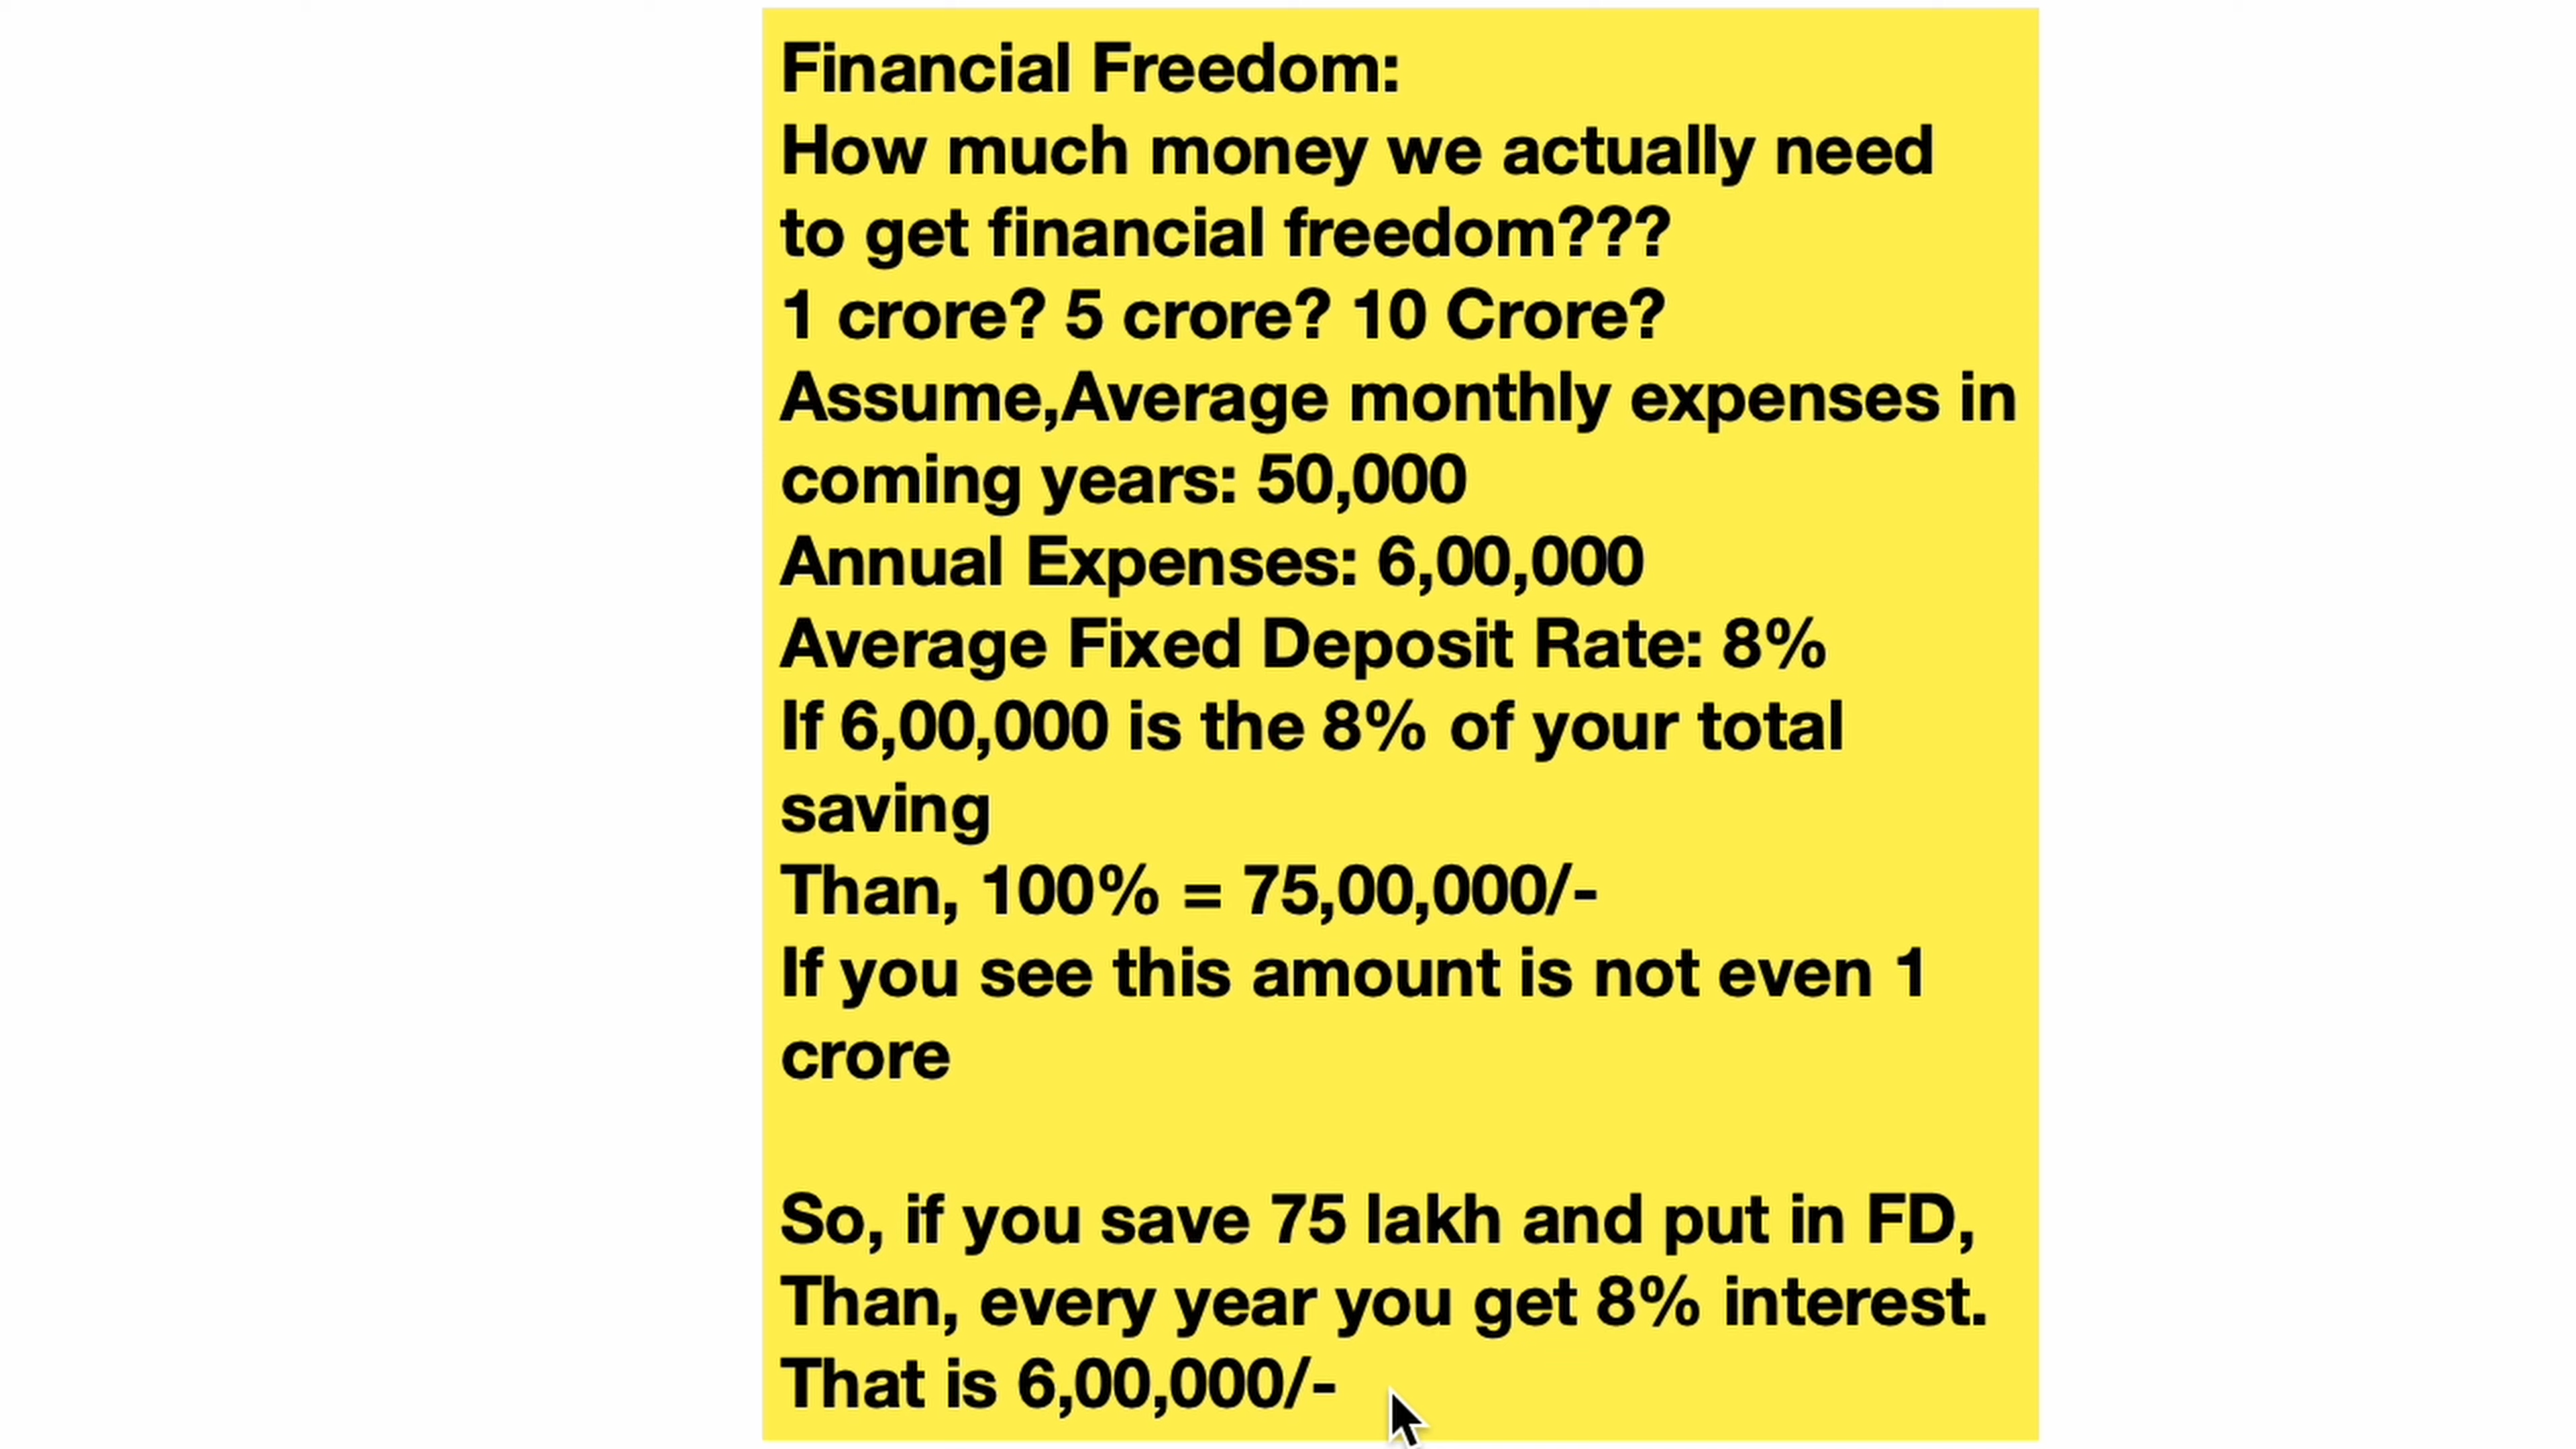 Financial Freedom:
How much money we actually need
to get financial freedom???
1 crore? 5 crore? 10 Crore?
Assume,Average monthly expenses in
coming years: 50,000
Annual Expenses: 6,00,000
Average Fixed Deposit Rate: 8%
If 6,00,000 is the 8% of your total
saving
Than, 100% = 75,00,000/-
If you see this amount is not even 1
crore
So, if you save 75 lakh and put in FD,
Than, every year you get 8% interest.
That is 6,00,000/-